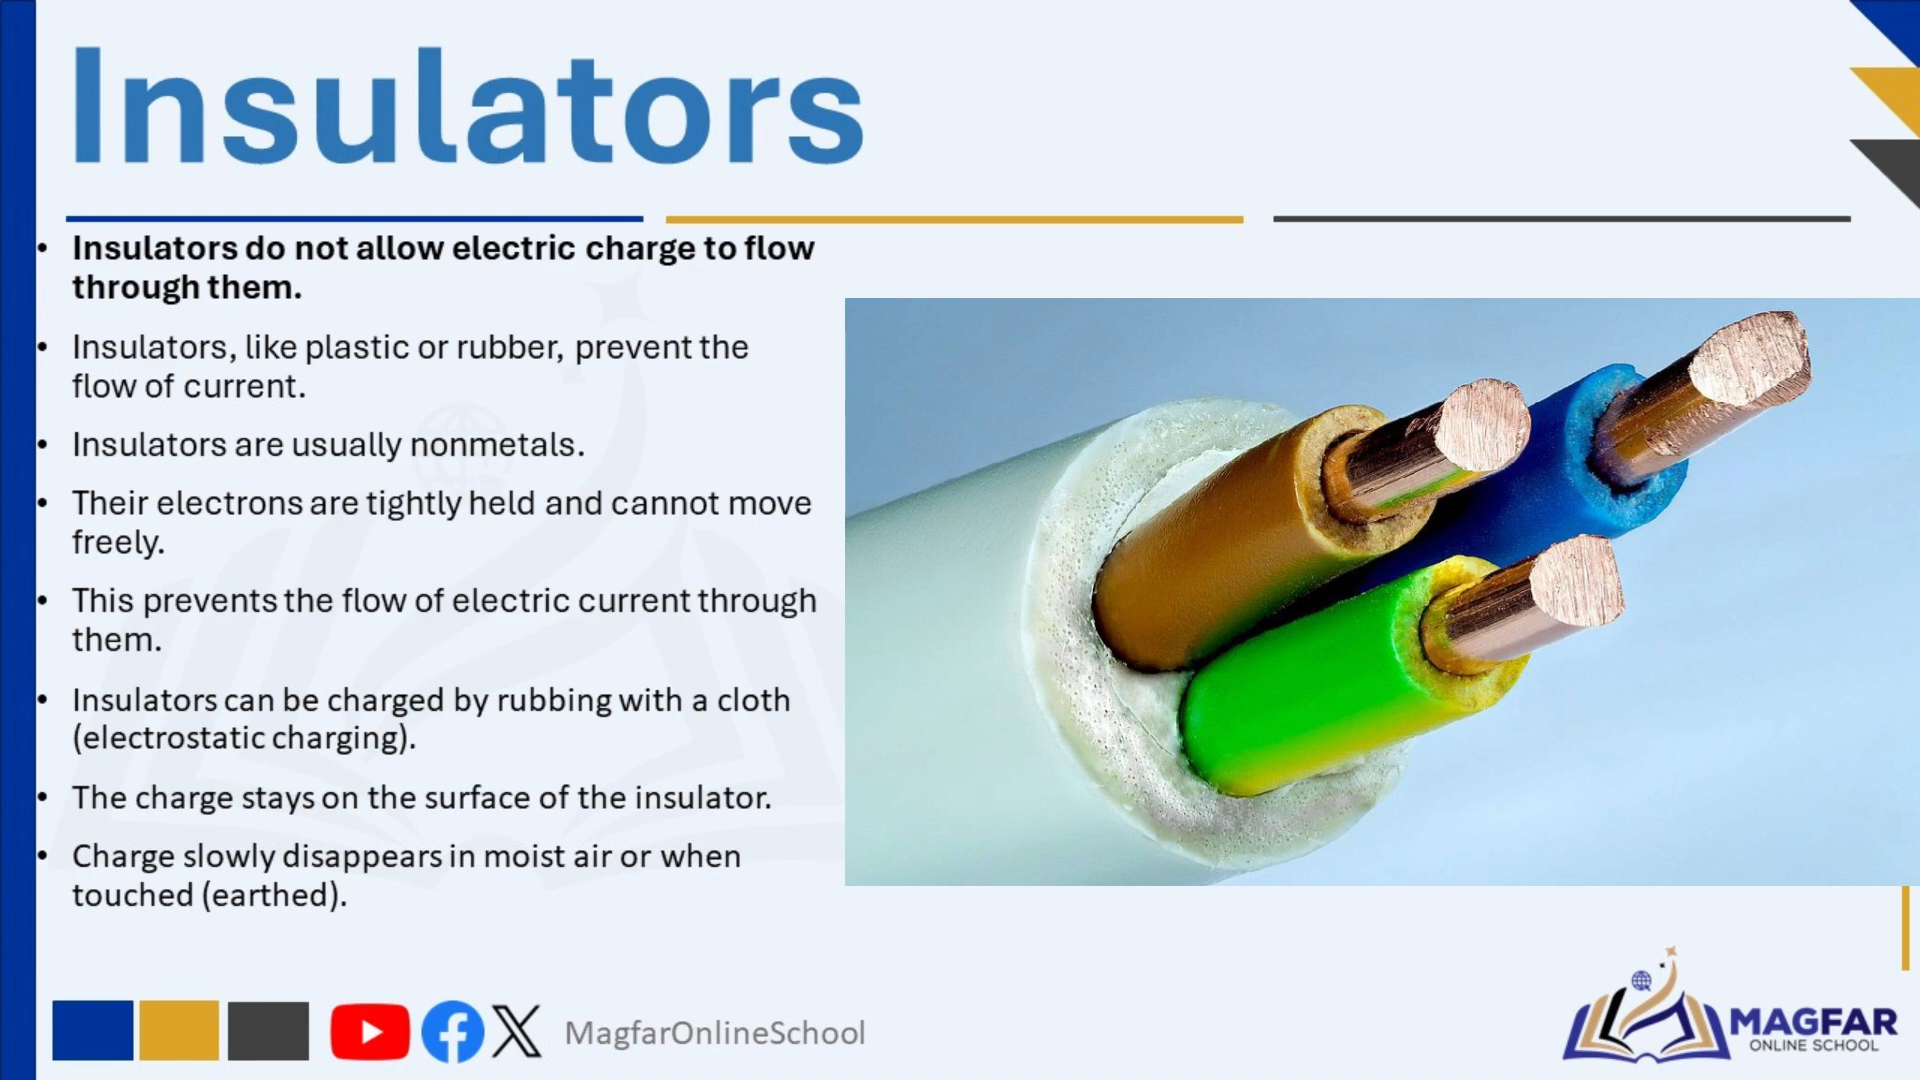 Insulators
• Insulators do not allow electric charge to flow
through them.
• Insulators, like plastic or rubber, prevent the
flow of current.
• Insulators are usually nonmetals.
• Their electrons are tightly held and cannot move
freely.
• This prevents the flow of electric current through
them.
• Insulators can be charged by rubbing with a cloth
(electrostatic charging).
• The charge stays on the surface of the insulator.
• Charge slowly disappears in moist air or when
touched (earthed).
MagfarOnlineSchool
MAGFAR
ONLINE SCHOOL